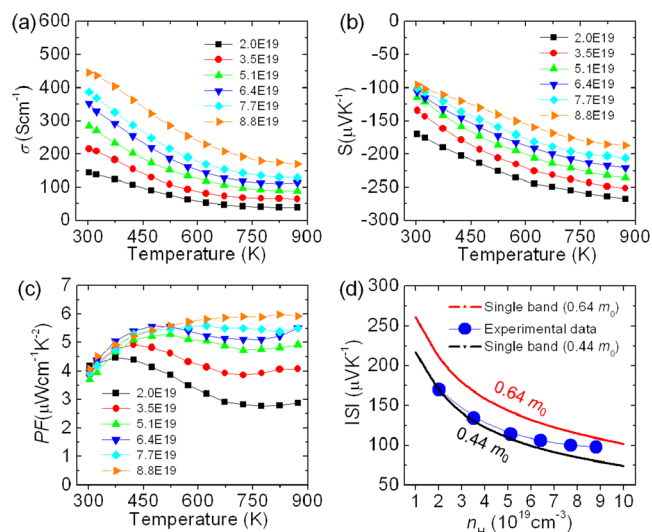 (a)
600
500
400
300
200
100
0
σ (Scm⁻¹)
2.0E19
3.5E19
5.1E19
6.4E19
7.7E19
8.8E19
300 450 600 750 900
Temperature (K)
(b)
0
-50
-100
-150
-200
-250
-300
S(μVK⁻¹)
2.0E19
3.5E19
5.1E19
6.4E19
7.7E19
8.8E19
300 450 600 750 900
Temperature (K)
(c)
7
6
5
4
3
2
1
0
PF(μWcm⁻¹K⁻²)
2.0E19
3.5E19
5.1E19
6.4E19
7.7E19
8.8E19
300 450 600 750 900
Temperature (K)
(d)
300
250
200
150
100
50
ISI (μVK⁻¹)
Single band (0.64 m₀)
Experimental data
Single band (0.44 m₀)
0.64 m₀
0.44 m₀
1 2 3 4 5 6 7 8 9 10
n_H (10¹⁹cm⁻³)